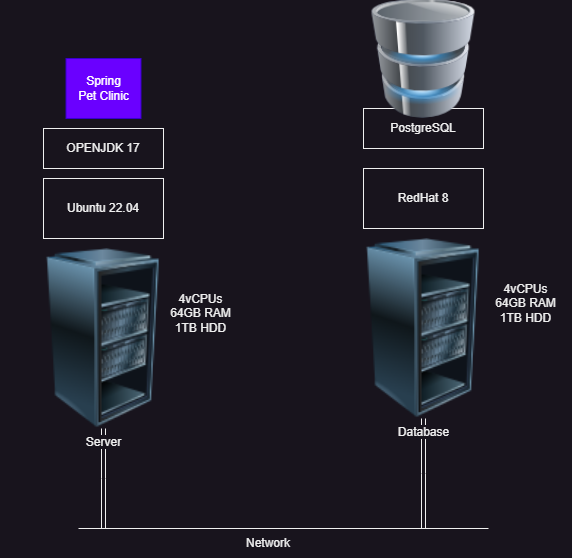 Spring
Pet Clinic
OPENJDK 17
Ubuntu 22.04
4vCPUs
64GB RAM
1TB HDD
Server
PostgreSQL
RedHat 8
4vCPUs
64GB RAM
1TB HDD
Database
Network